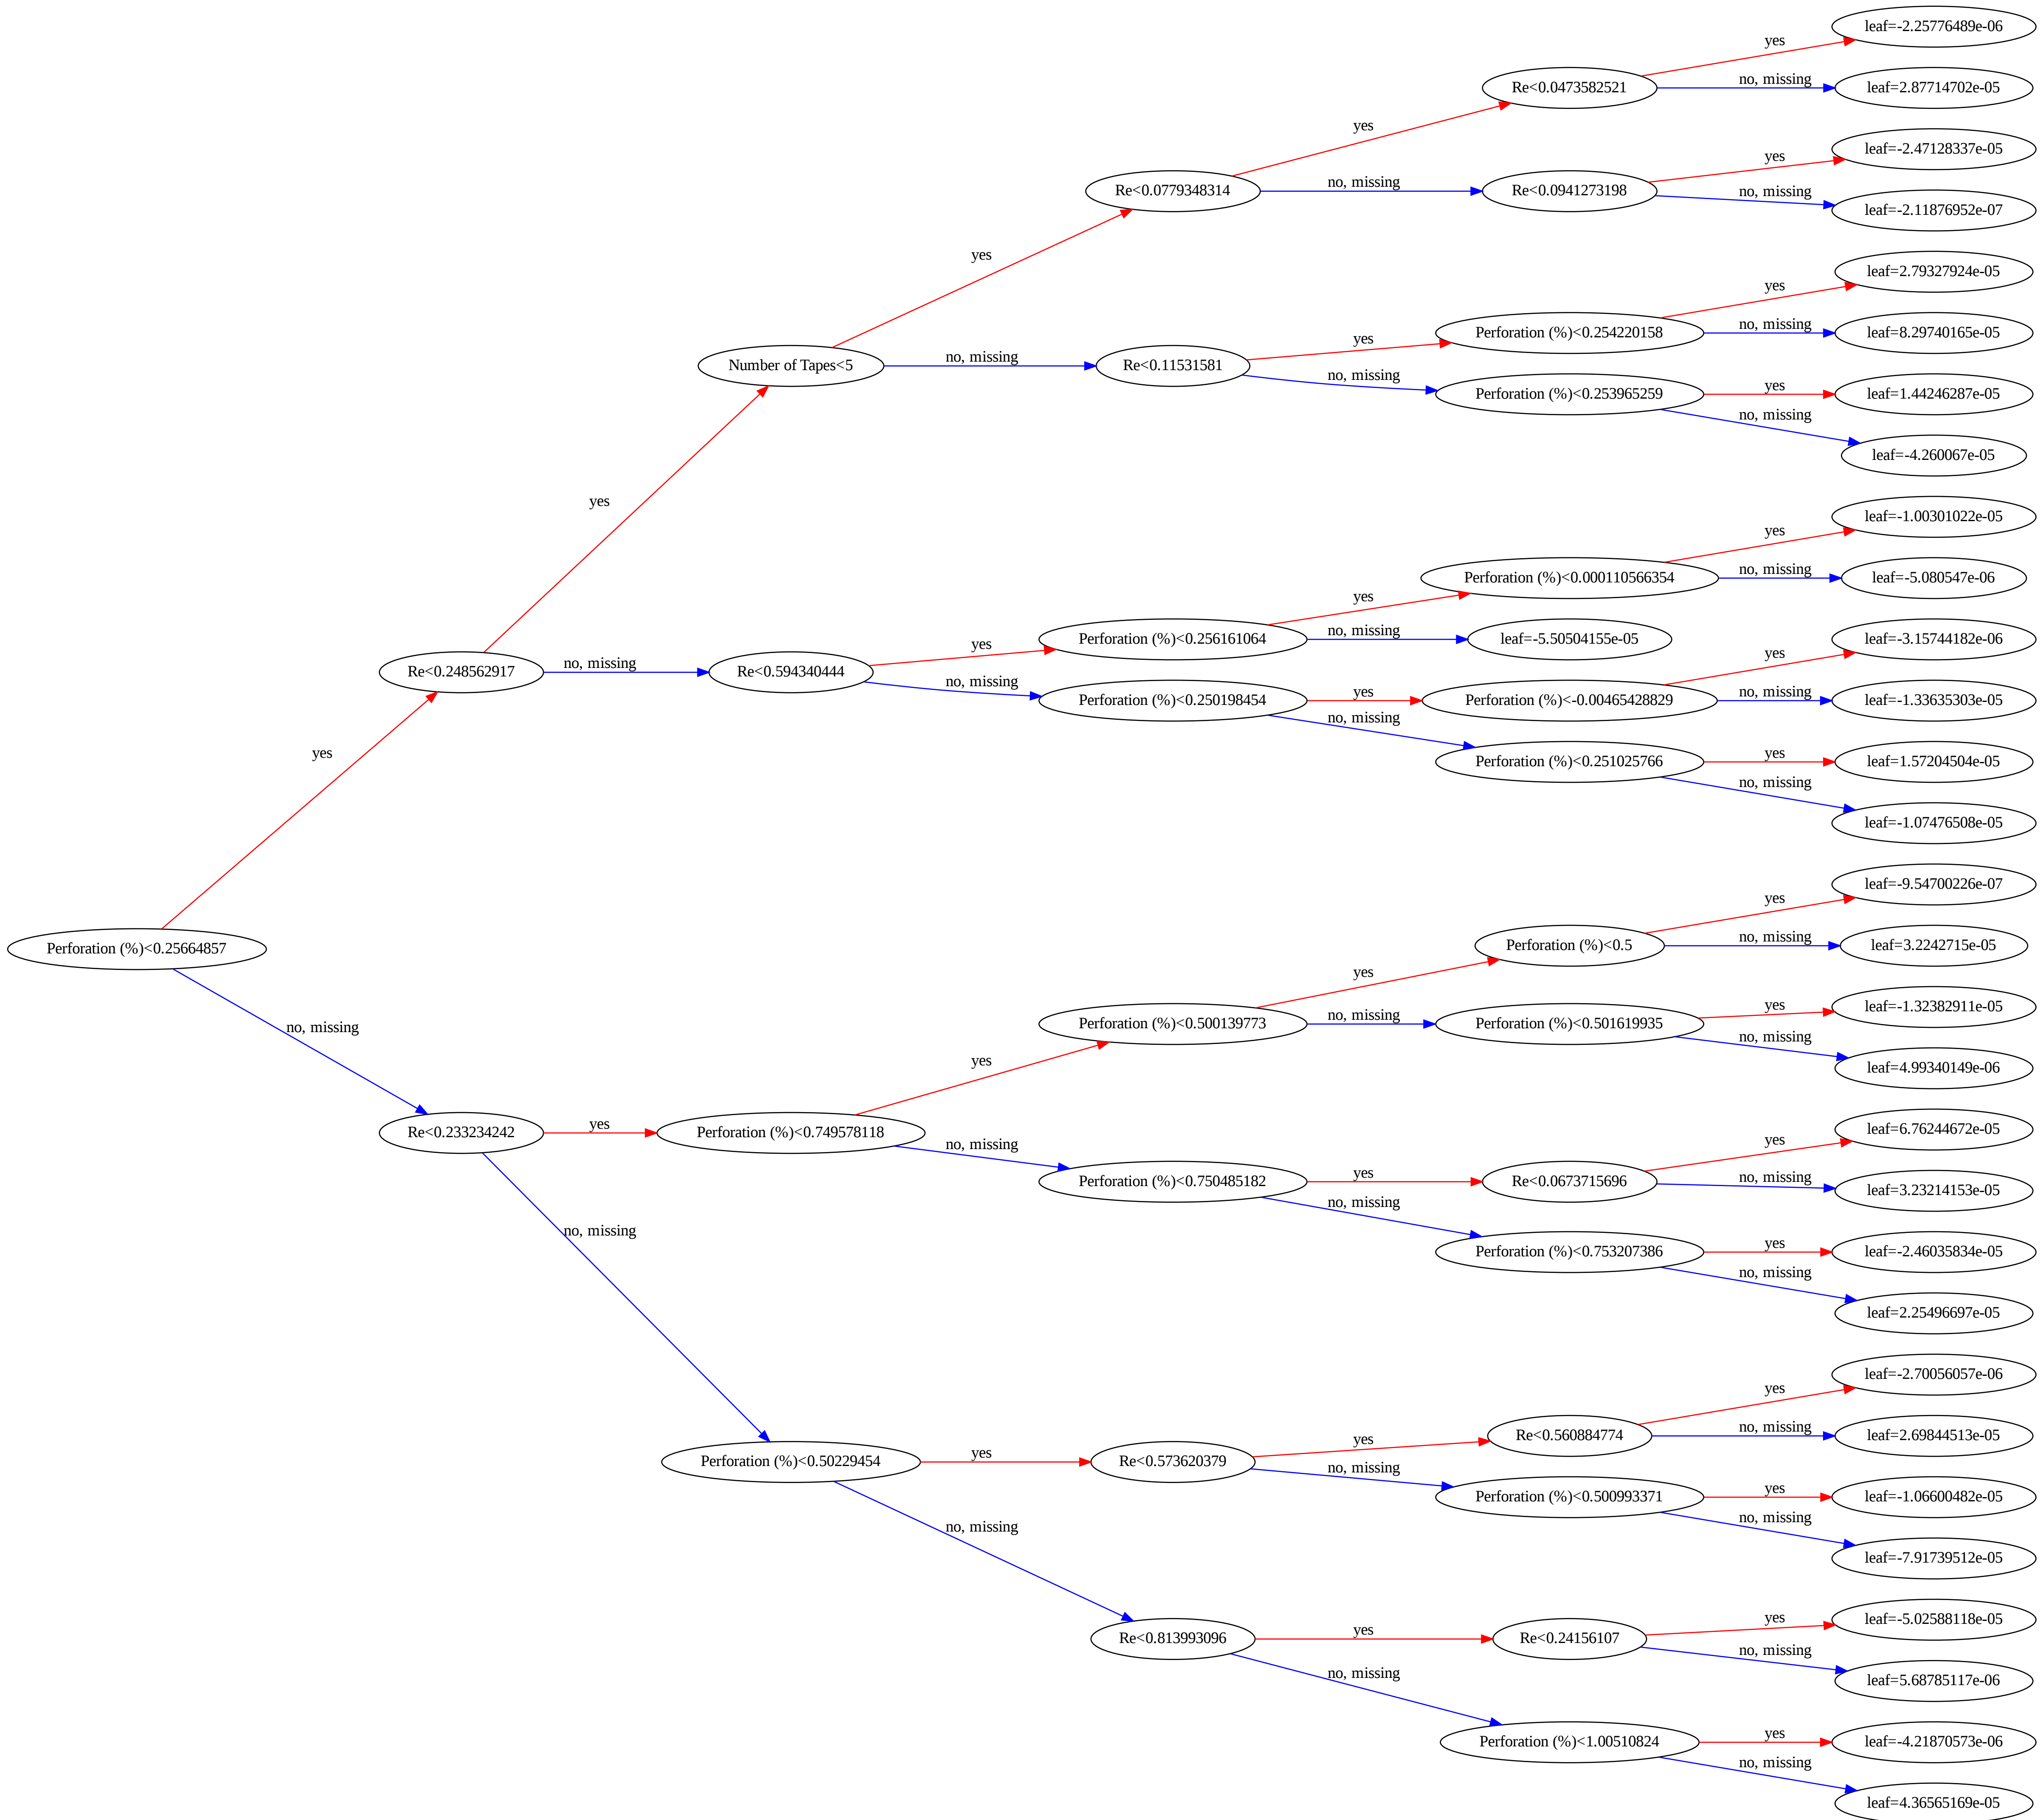 leaf=-2.25776489e-06
yes
Re<0.0473582521
no, missing
leaf=2.87714702e-05
yes
leaf=-2.47128337e-05
yes
Re<0.0779348314
no, missing
Re<0.0941273198
no, missing
leaf=-2.11876952e-07
yes
leaf=2.79327924e-05
yes
Perforation (%)<0.254220158
no, missing
leaf=8.29740165e-05
yes
Number of Tapes<5
no, missing
Re<0.11531581
no, missing
Perforation (%)<0.253965259
yes
leaf=1.44246287e-05
no, missing
leaf=-4.260067e-05
yes
leaf=-1.00301022e-05
yes
Perforation (%)<0.000110566354
no, missing
leaf=-5.080547e-06
yes
Perforation (%)<0.256161064
no, missing
leaf=-5.50504155e-05
yes
Re<0.248562917
no, missing
Re<0.594340444
no, missing
leaf=-3.15744182e-06
yes
Perforation (%)<0.250198454
yes
Perforation (%)<-0.00465428829
no, missing
leaf=-1.33635303e-05
no, missing
Perforation (%)<0.251025766
yes
leaf=1.57204504e-05
no, missing
leaf=-1.07476508e-05
yes
Perforation (%)<0.25664857
no, missing
leaf=-9.54700226e-07
yes
Perforation (%)<0.5
no, missing
leaf=3.2242715e-05
yes
Perforation (%)<0.500139773
no, missing
Perforation (%)<0.501619935
yes
leaf=-1.32382911e-05
no, missing
leaf=4.99340149e-06
yes
Re<0.233234242
yes
Perforation (%)<0.749578118
no, missing
leaf=6.76244672e-05
yes
Perforation (%)<0.750485182
yes
Re<0.0673715696
no, missing
leaf=3.23214153e-05
no, missing
Perforation (%)<0.753207386
yes
leaf=-2.46035834e-05
no, missing
leaf=2.25496697e-05
no, missing
leaf=-2.70056057e-06
yes
Re<0.560884774
no, missing
leaf=2.69844513e-05
yes
Perforation (%)<0.50229454
yes
Re<0.573620379
no, missing
Perforation (%)<0.500993371
yes
leaf=-1.06600482e-05
no, missing
leaf=-7.91739512e-05
no, missing
leaf=-5.02588118e-05
yes
Re<0.813993096
yes
Re<0.24156107
no, missing
leaf=5.68785117e-06
no, missing
Perforation (%)<1.00510824
yes
leaf=-4.21870573e-06
no, missing
leaf=4.36565169e-05